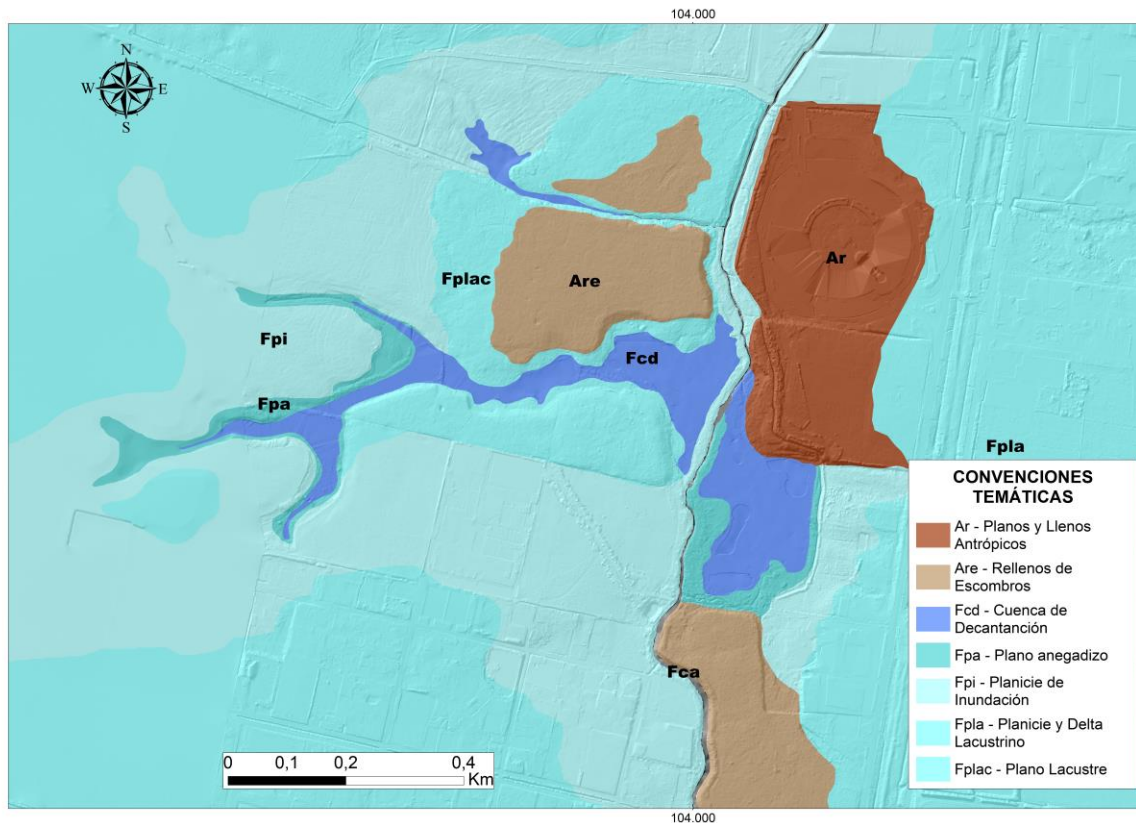 104.000
N
W E
S
Ar
Fplac
Are
Fpi
Fcd
Fpa
Fpla
CONVENCIONES
TEMÁTICAS
Ar - Planos y Llenos
Antrópicos
Are - Rellenos de
Escombros
Fcd - Cuenca de
Decantanción
Fpa - Plano anegadizo
Fpi - Planicie de
Inundación
Fpla - Planicie y Delta
Lacustrino
Fplac - Plano Lacustre
Fca
0 0,1 0,2 0,4
Km
104.000